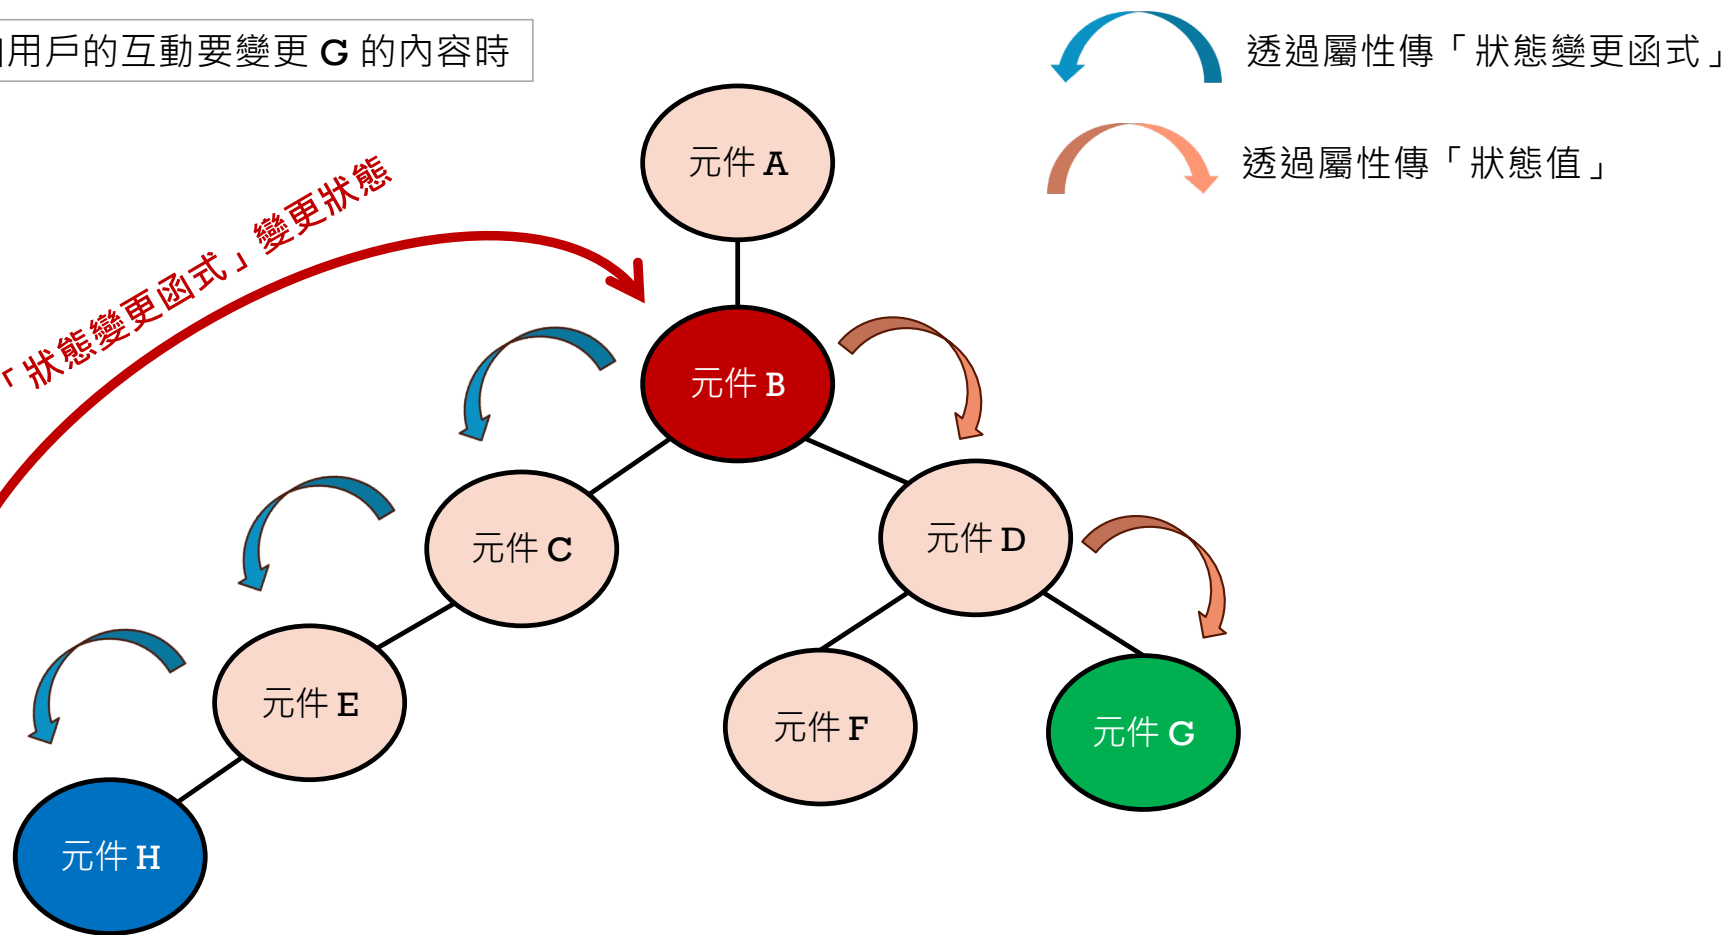 用戶的互動要變更 G 的內容時
透過屬性傳「狀態變更函式」
透過屬性傳「狀態值」
「狀態變更函式」變更狀態
元件 A
元件 B
元件 C
元件 D
元件 E
元件 F
元件 G
元件 H